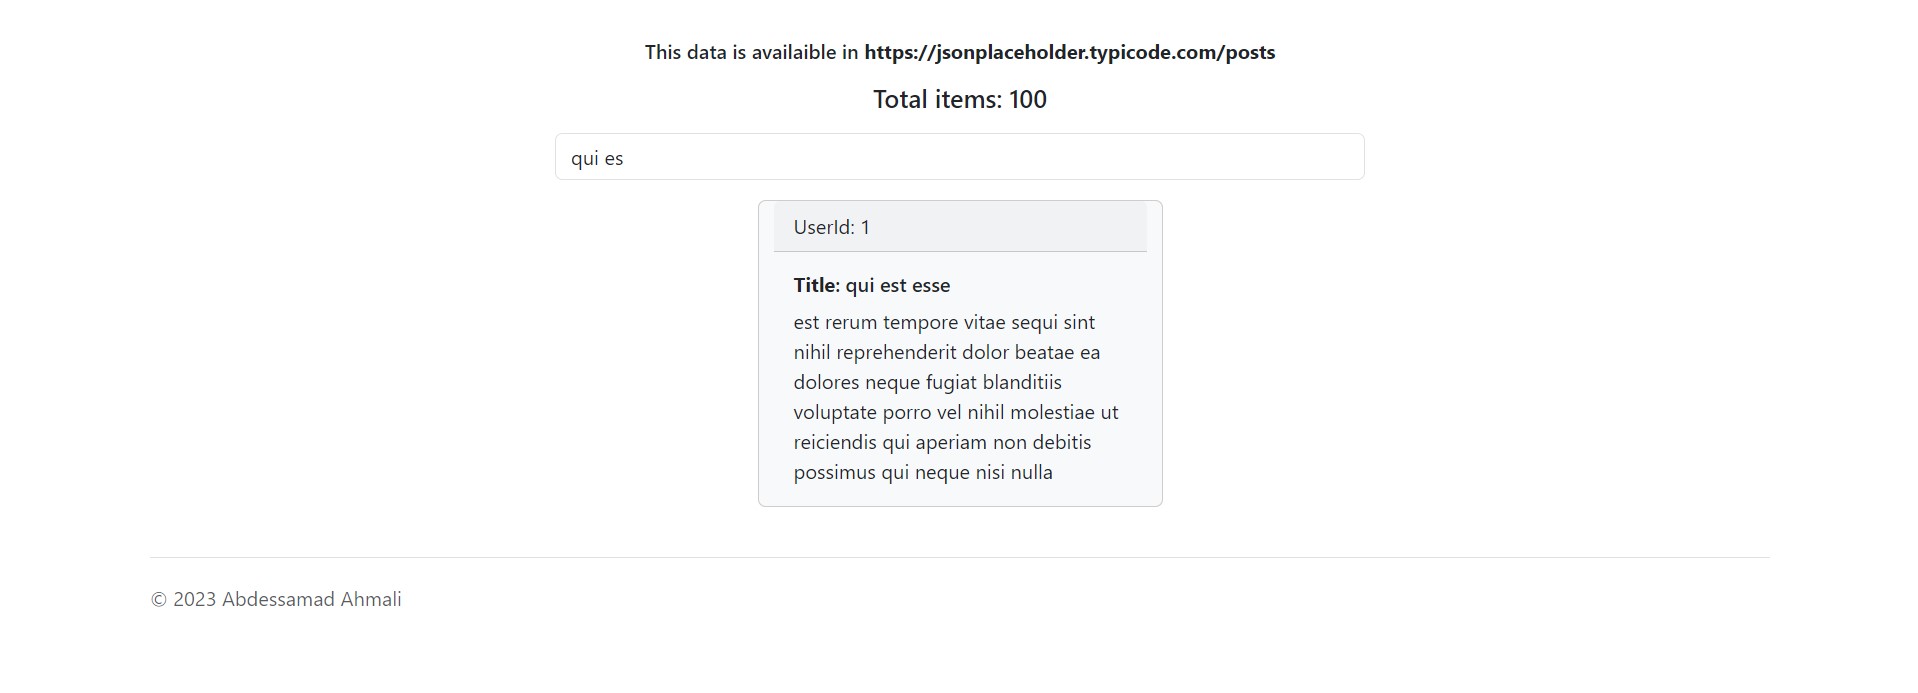 This data is availaible in https://jsonplaceholder.typicode.com/posts
Total items: 100
qui es
UserId: 1
Title: qui est esse
est rerum tempore vitae sequi sint
nihil reprehenderit dolor beatae ea
dolores neque fugiat blanditiis
voluptate porro vel nihil molestiae ut
reiciendis qui aperiam non debitis
possimus qui neque nisi nulla
© 2023 Abdessamad Ahmali